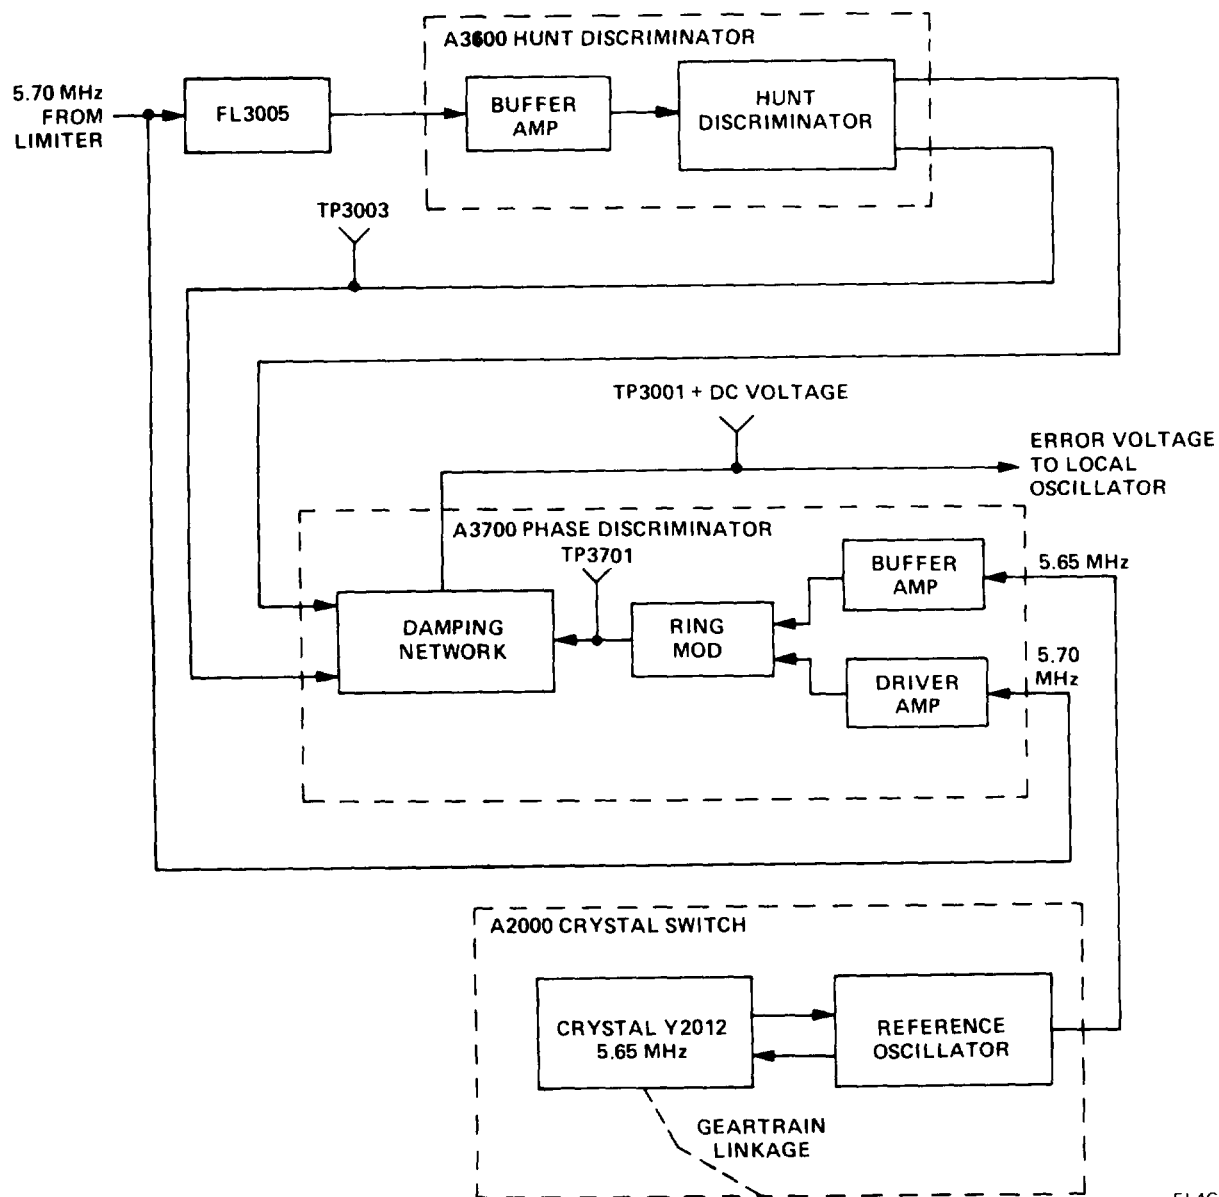 A3600 HUNT DISCRIMINATOR
5.70 MHz
FROM
LIMITER
FL3005
BUFFER
AMP
HUNT
DISCRIMINATOR
TP3003
TP3001 + DC VOLTAGE
ERROR VOLTAGE
TO LOCAL
OSCILLATOR
A3700 PHASE DISCRIMINATOR
TP3701
DAMPING
NETWORK
RING
MOD
BUFFER
AMP
5.65 MHz
DRIVER
AMP
5.70
MHz
A2000 CRYSTAL SWITCH
CRYSTAL Y2012
5.65 MHz
REFERENCE
OSCILLATOR
GEARTRAIN
LINKAGE